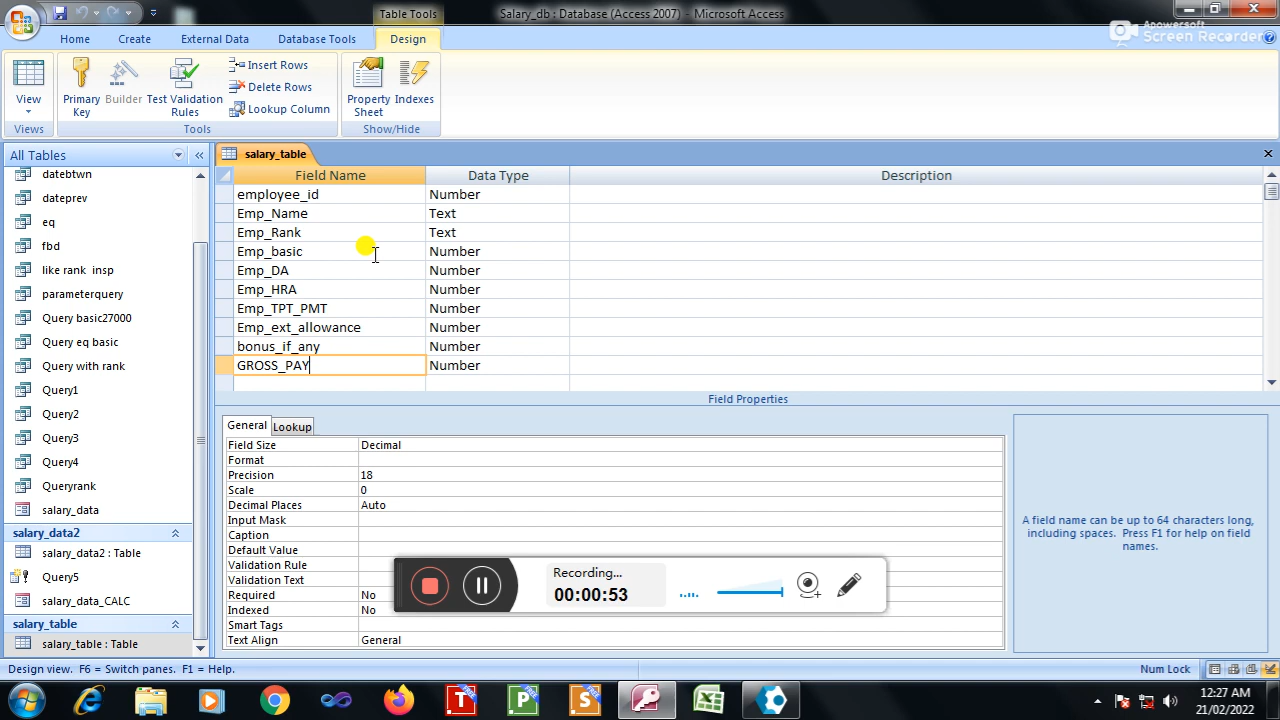 Table Tools
Salary_db : Database (Access 2007) - Microsoft Access
Apowersoft
Screen Recorder
Home
Create
External Data
Database Tools
Design
View
Primary Key
Builder
Test Validation Rules
Insert Rows
Delete Rows
Lookup Column
Property Sheet
Indexes
Views
Tools
Show/Hide
All Tables
datebtwn
dateprev
eq
fbd
like rank insp
parameterquery
Query basic27000
Query eq basic
Query with rank
Query1
Query2
Query3
Query4
Queryrank
salary_data
salary_data2
salary_data2 : Table
Query5
salary_data_CALC
salary_table
salary_table : Table
salary_table
Field Name Data Type Description
employee_id Number
Emp_Name Text
Emp_Rank Text
Emp_basic Number
Emp_DA Number
Emp_HRA Number
Emp_TPT_PMT Number
Emp_ext_allowance Number
bonus_if_any Number
GROSS_PAY Number
Field Properties
General Lookup
Field Size Decimal
Format
Precision 18
Scale 0
Decimal Places Auto
Input Mask
Caption
Default Value
Validation Rule
Validation Text
Required No
Indexed No
Smart Tags
Text Align General
A field name can be up to 64 characters long,
including spaces. Press F1 for help on field
names.
Recording...
00:00:53
Design view. F6 = Switch panes. F1 = Help.
Num Lock
T
P
S
12:27 AM
21/02/2022